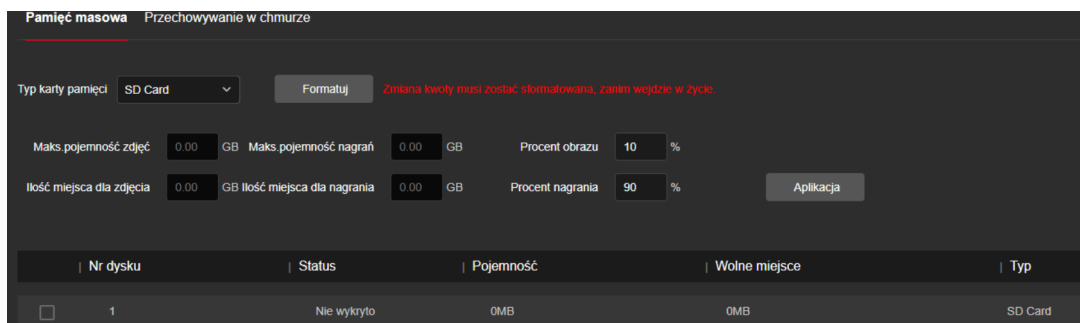 Pamięć masowa Przechowywanie w chmurze
Typ karty pamięci SD Card Formatuj Zmiana kwoty musi zostać sformatowana, zanim wejdzie w życie.
Maks.pojemność zdjęć 0.00 GB Maks.pojemność nagrań 0.00 GB Procent obrazu 10 %
Ilość miejsca dla zdjęcia 0.00 GB Ilość miejsca dla nagrania 0.00 GB Procent nagrania 90 % Aplikacja
| Nr dysku | Status | Pojemność | Wolne miejsce | Typ
1 Nie wykryto 0MB 0MB SD Card